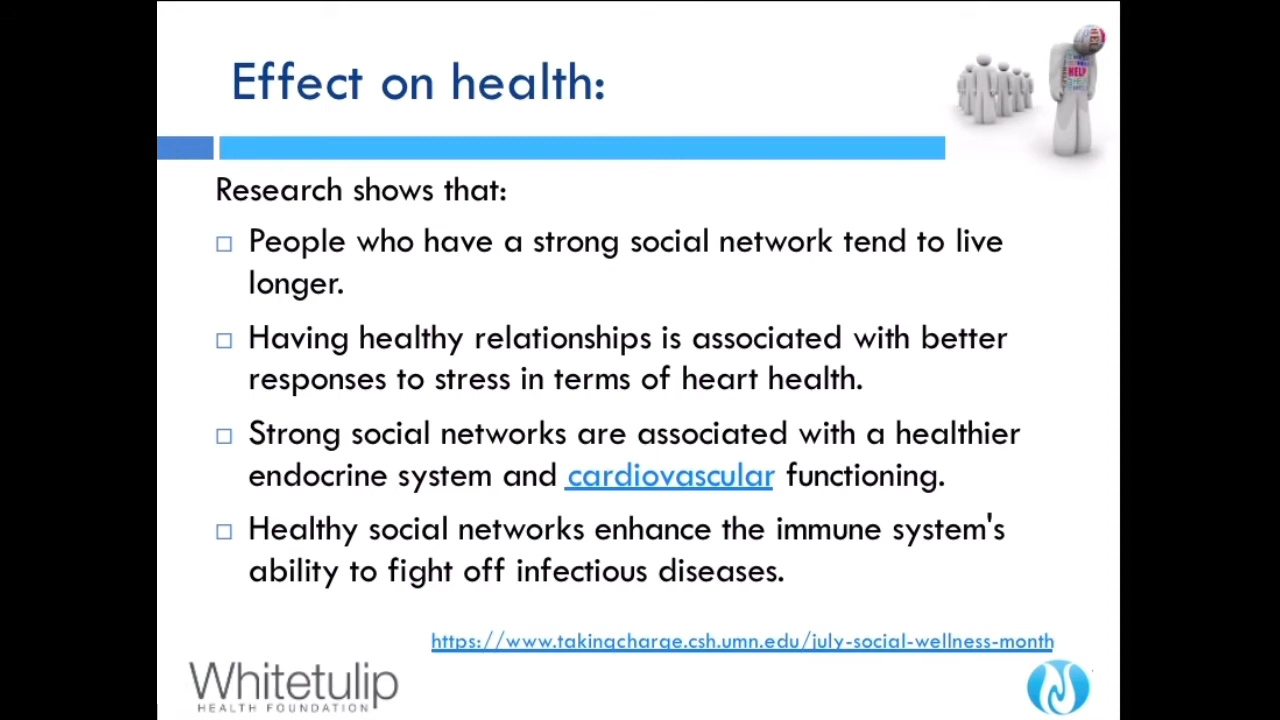 Effect on health:
HELP
Research shows that:
People who have a strong social network tend to live
longer.
Having healthy relationships is associated with better
responses to stress in terms of heart health.
Strong social networks are associated with a healthier
endocrine system and cardiovascular functioning.
Healthy social networks enhance the immune system's
ability to fight off infectious diseases.
https://www.takingcharge.csh.umn.edu/july-social-wellness-month
Whitetulip
HEALTH FOUNDATION